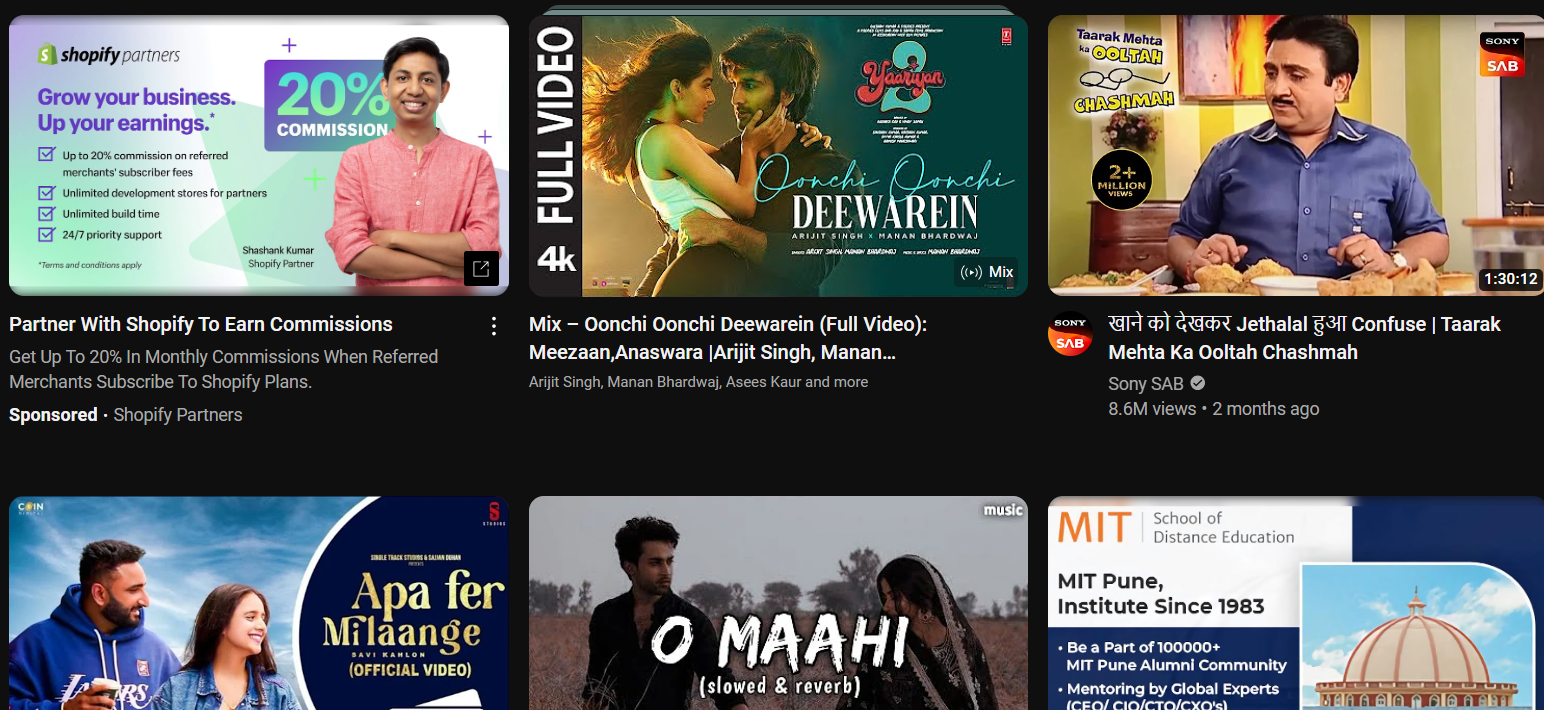 shopify partners
Grow your business.
Up your earnings.*
Up to 20% commission on referred
merchants' subscriber fees
Unlimited development stores for partners
Unlimited build time
24/7 priority support
*Terms and conditions apply
20%
COMMISSION
Shashank Kumar
Shopify Partner
Partner With Shopify To Earn Commissions
Get Up To 20% In Monthly Commissions When Referred
Merchants Subscribe To Shopify Plans.
Sponsored · Shopify Partners
FULL VIDEO
4k
Yaariyan
2
Oonchi Oonchi
DEEWAREIN
ARIJIT SINGH X MANAN BHARDWAJ
Mix
Mix – Oonchi Oonchi Deewarein (Full Video):
Meezaan,Anaswara |Arijit Singh, Manan...
Arijit Singh, Manan Bhardwaj, Asees Kaur and more
Taarak Mehta
ka OOLTAH
CHASHMAH
SONY
SAB
2+
MILLION
VIEWS
1:30:12
SONY
SAB
खाने को देखकर Jethalal हुआ Confuse | Taarak
Mehta Ka Ooltah Chashmah
Sony SAB
8.6M views • 2 months ago
COIN
S
STUDIOS
SINGLE TRACK STUDIOS & SAJJAN DUHAN
PRESENTS
Apa fer
Milaange
SAVI KAHLON
(OFFICIAL VIDEO)
LAKERS
music
O MAAHI
(slowed & reverb)
MIT
School of
Distance Education
MIT Pune,
Institute Since 1983
• Be a Part of 100000+
MIT Pune Alumni Community
• Mentoring by Global Experts
(CEO/ CIO/CTO/CXO's)